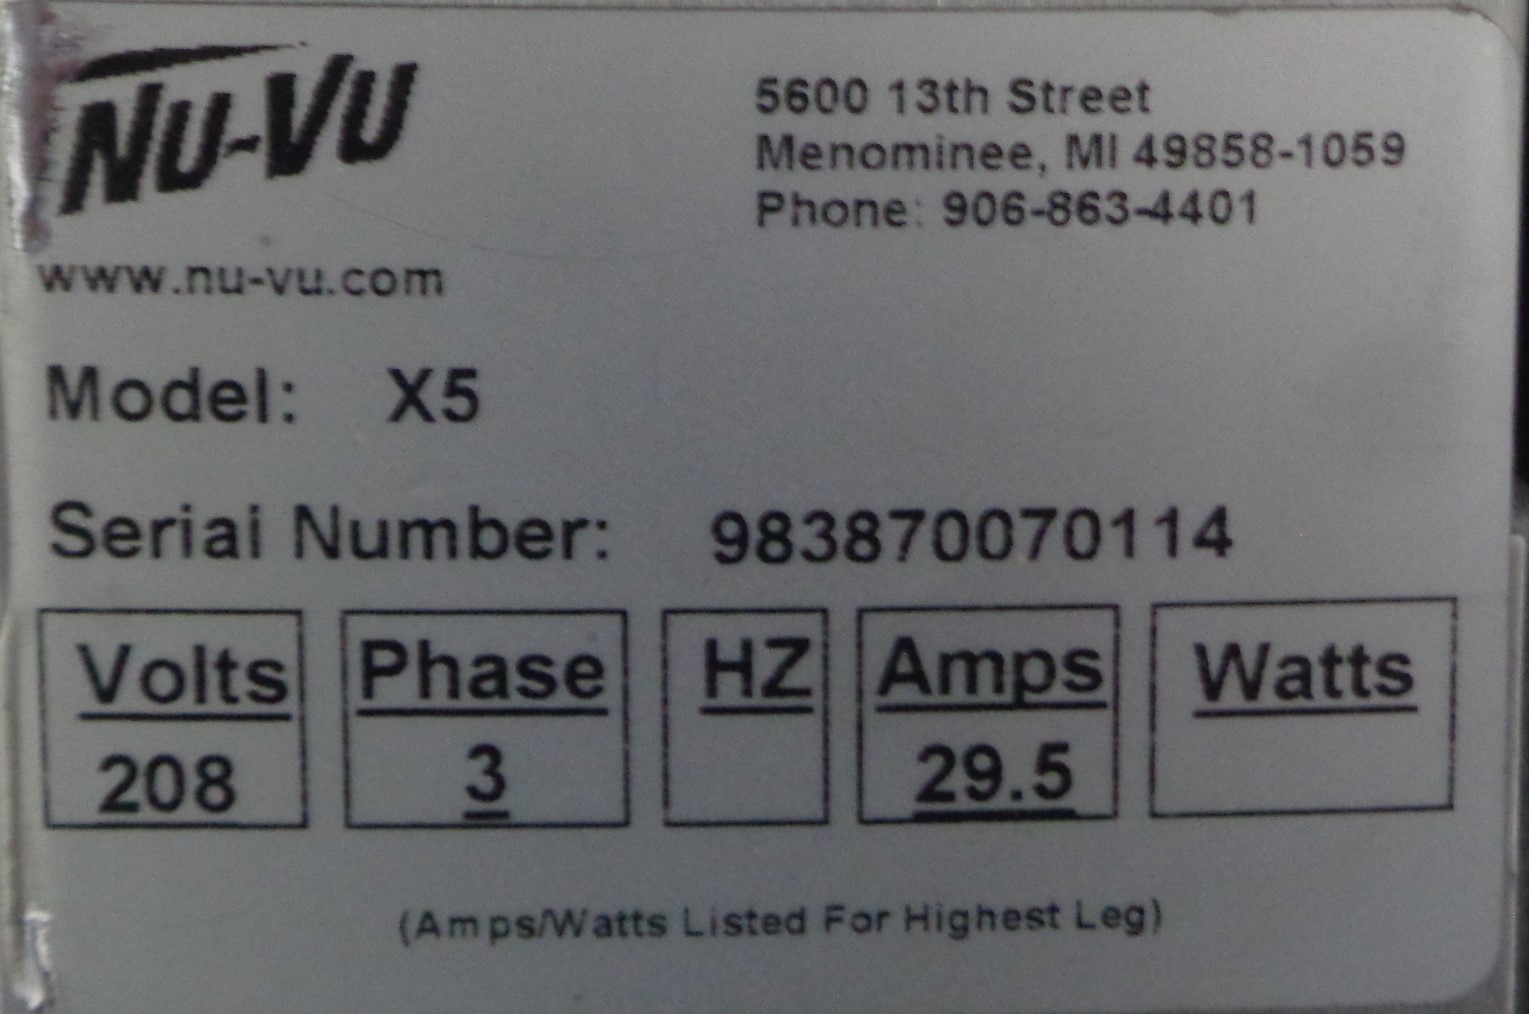 NU-VU
5600 13th Street
Menominee, MI 49858-1059
Phone: 906-863-4401
www.nu-vu.com
Model: X5
Serial Number: 983870070114
Volts Phase HZ Amps Watts
208 3 29.5
(Amps/Watts Listed For Highest Leg)